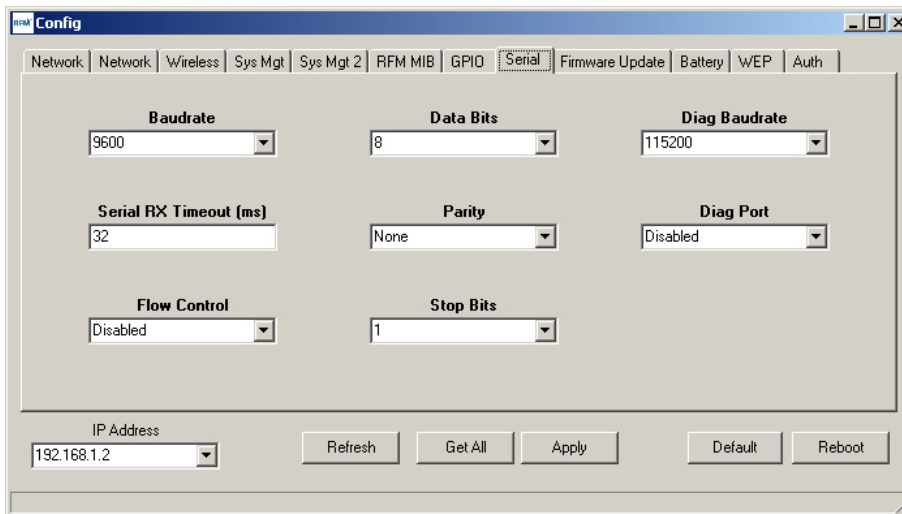 RFM Config
Network Network Wireless Sys Mgt Sys Mgt 2 RFM MIB GPIO Serial Firmware Update Battery WEP Auth
Baudrate Data Bits Diag Baudrate
9600 8 115200
Serial RX Timeout (ms) Parity Diag Port
32 None Disabled
Flow Control Stop Bits
Disabled 1
IP Address
192.168.1.2 Refresh Get All Apply Default Reboot